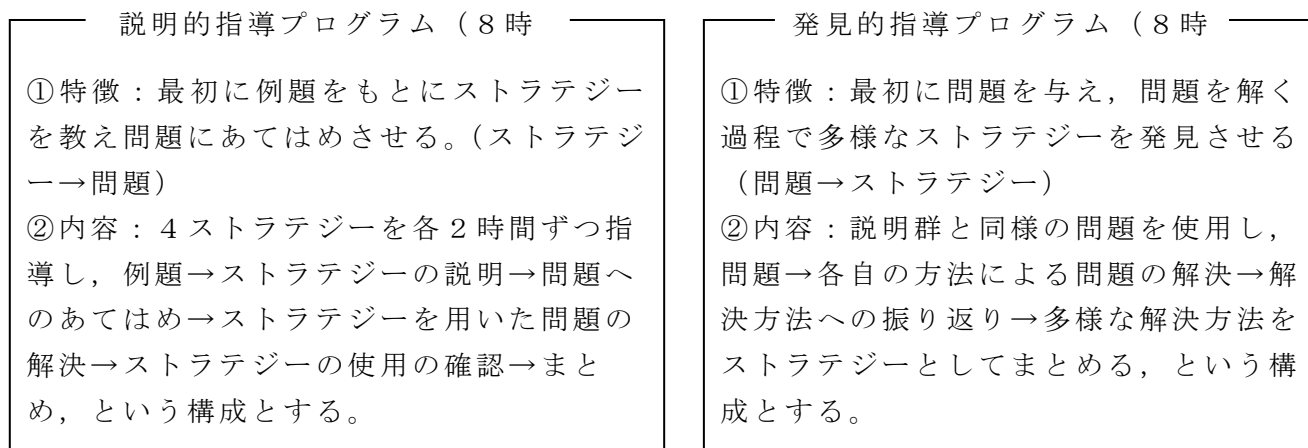 説明的指導プログラム（８時
①特徴：最初に例題をもとにストラテジー
を教え問題にあてはめさせる。（ストラテジ
ー→問題）
②内容：４ストラテジーを各２時間ずつ指
導し，例題→ストラテジーの説明→問題へ
のあてはめ→ストラテジーを用いた問題の
解決→ストラテジーの使用の確認→まと
め，という構成とする。
発見的指導プログラム（８時
①特徴：最初に問題を与え，問題を解く
過程で多様なストラテジーを発見させる
（問題→ストラテジー）
②内容：説明群と同様の問題を使用し，
問題→各自の方法による問題の解決→解
決方法への振り返り→多様な解決方法を
ストラテジーとしてまとめる，という構
成とする。